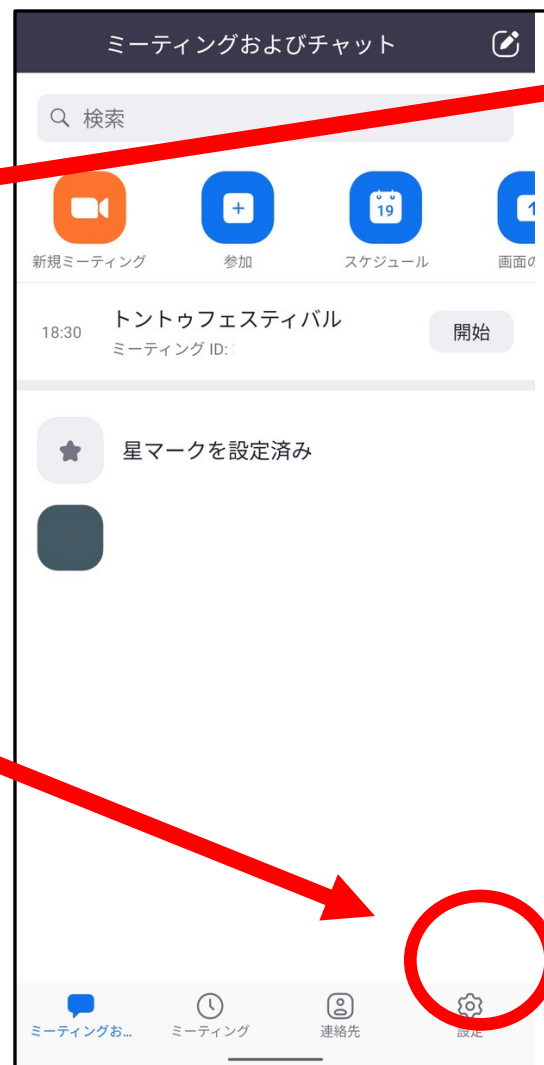 ミーティングおよびチャット
検索
19
新規ミーティング 参加 スケジュール 画面の
18:30 トントゥフェスティバル 開始
ミーティング ID:
星マークを設定済み
ミーティングお... ミーティング 連絡先 設定